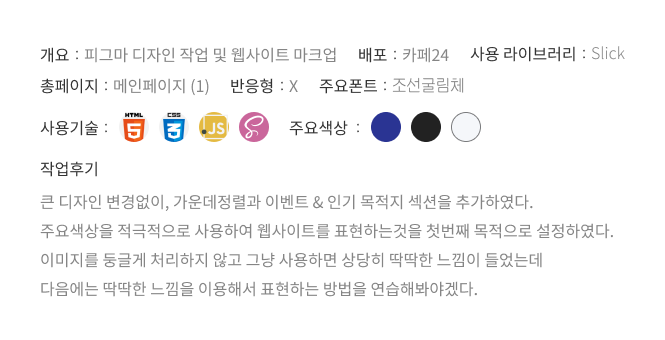 개요 : 피그마 디자인 작업 및 웹사이트 마크업 배포 : 카페24 사용 라이브러리 : Slick
총페이지 : 메인페이지 (1) 반응형 : X 주요폰트 : 조선굴림체
사용기술 : HTML 5 CSS 3 JS 주요색상 :
작업후기
큰 디자인 변경없이, 가운데정렬과 이벤트 & 인기 목적지 섹션을 추가하였다.
주요색상을 적극적으로 사용하여 웹사이트를 표현하는것을 첫번째 목적으로 설정하였다.
이미지를 둥글게 처리하지 않고 그냥 사용하면 상당히 딱딱한 느낌이 들었는데
다음에는 딱딱한 느낌을 이용해서 표현하는 방법을 연습해봐야겠다.